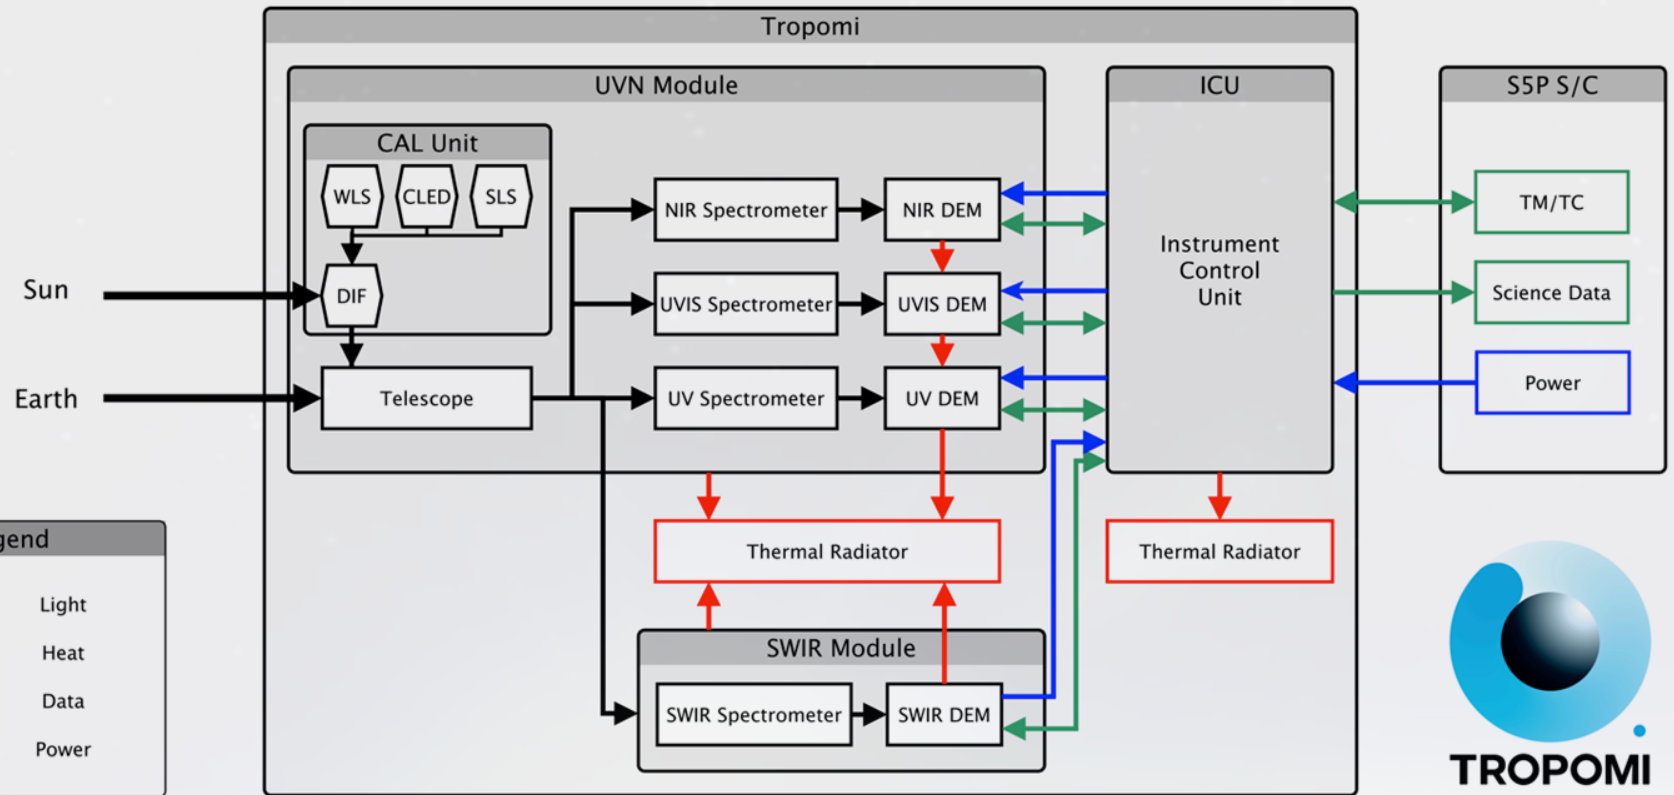 Tropomi
UVN Module
ICU
S5P S/C
CAL Unit
WLS
CLED
SLS
DIF
NIR Spectrometer
NIR DEM
UVIS Spectrometer
UVIS DEM
UV Spectrometer
UV DEM
Telescope
Sun
Earth
Instrument
Control
Unit
TM/TC
Science Data
Power
Thermal Radiator
Thermal Radiator
SWIR Module
SWIR Spectrometer
SWIR DEM
gend
Light
Heat
Data
Power
TROPOMI